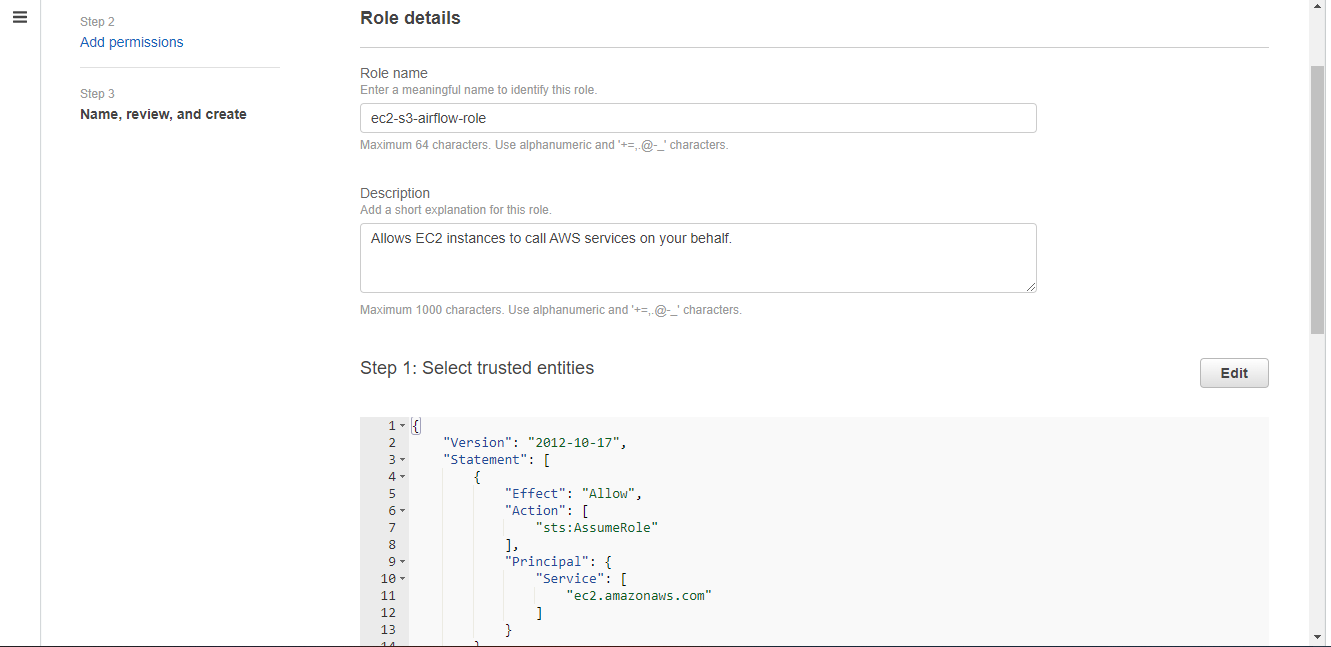 Step 2
Add permissions
Step 3
Name, review, and create
Role details
Role name
Enter a meaningful name to identify this role.
ec2-s3-airflow-role
Maximum 64 characters. Use alphanumeric and '+=,.@-_' characters.
Description
Add a short explanation for this role.
Allows EC2 instances to call AWS services on your behalf.
Maximum 1000 characters. Use alphanumeric and '+=,.@-_' characters.
Step 1: Select trusted entities
Edit
1 {
2 "Version": "2012-10-17",
3 "Statement": [
4 {
5 "Effect": "Allow",
6 "Action": [
7 "sts:AssumeRole"
8 ],
9 "Principal": {
10 "Service": [
11 "ec2.amazonaws.com"
12 ]
13 }
14 }